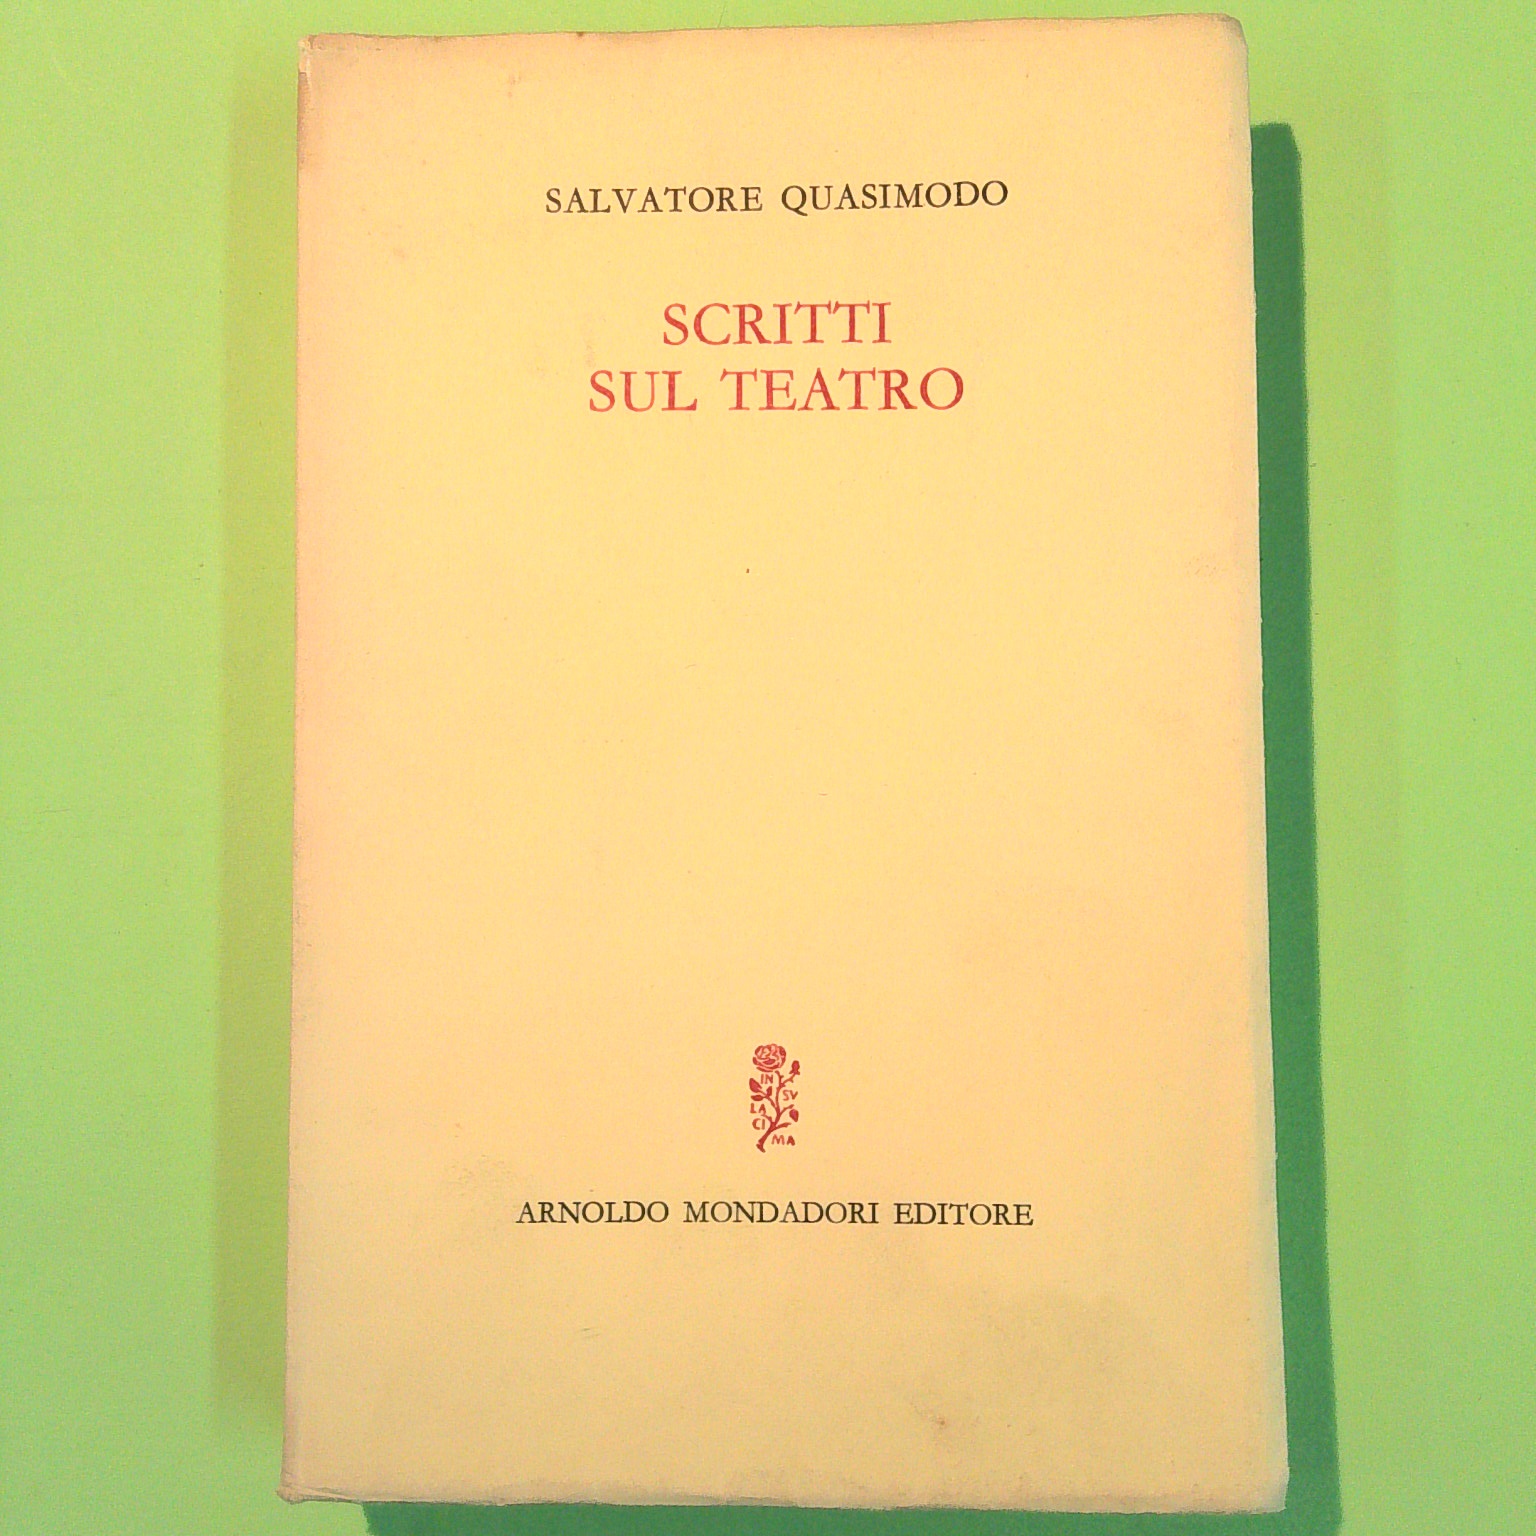 SALVATORE QUASIMODO
SCRITTI
SUL TEATRO
IN
SV
LA
CI
MA
ARNOLDO MONDADORI EDITORE